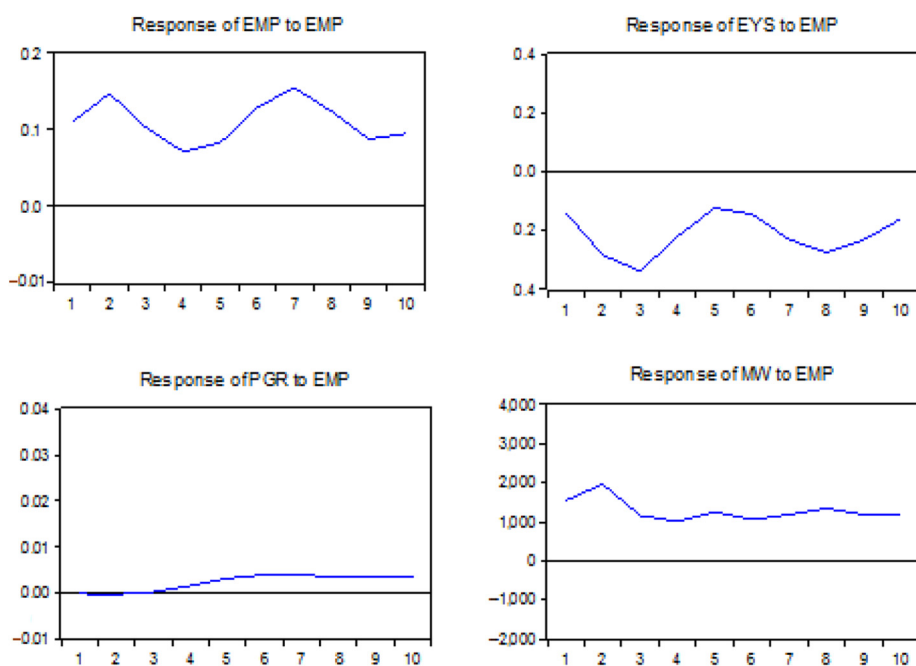 Response of EMP to EMP
0.2
0.1
0.0
–0.01
1 2 3 4 5 6 7 8 9 10
Response of EYS to EMP
0.4
0.2
0.0
0.2
0.4
1 2 3 4 5 6 7 8 9 10
Response of PGR to EMP
0.04
0.03
0.02
0.01
0.00
–0.01
1 2 3 4 5 6 7 8 9 10
Response of MW to EMP
4,000
3,000
2,000
1,000
0
–1,000
–2,000
1 2 3 4 5 6 7 8 9 10